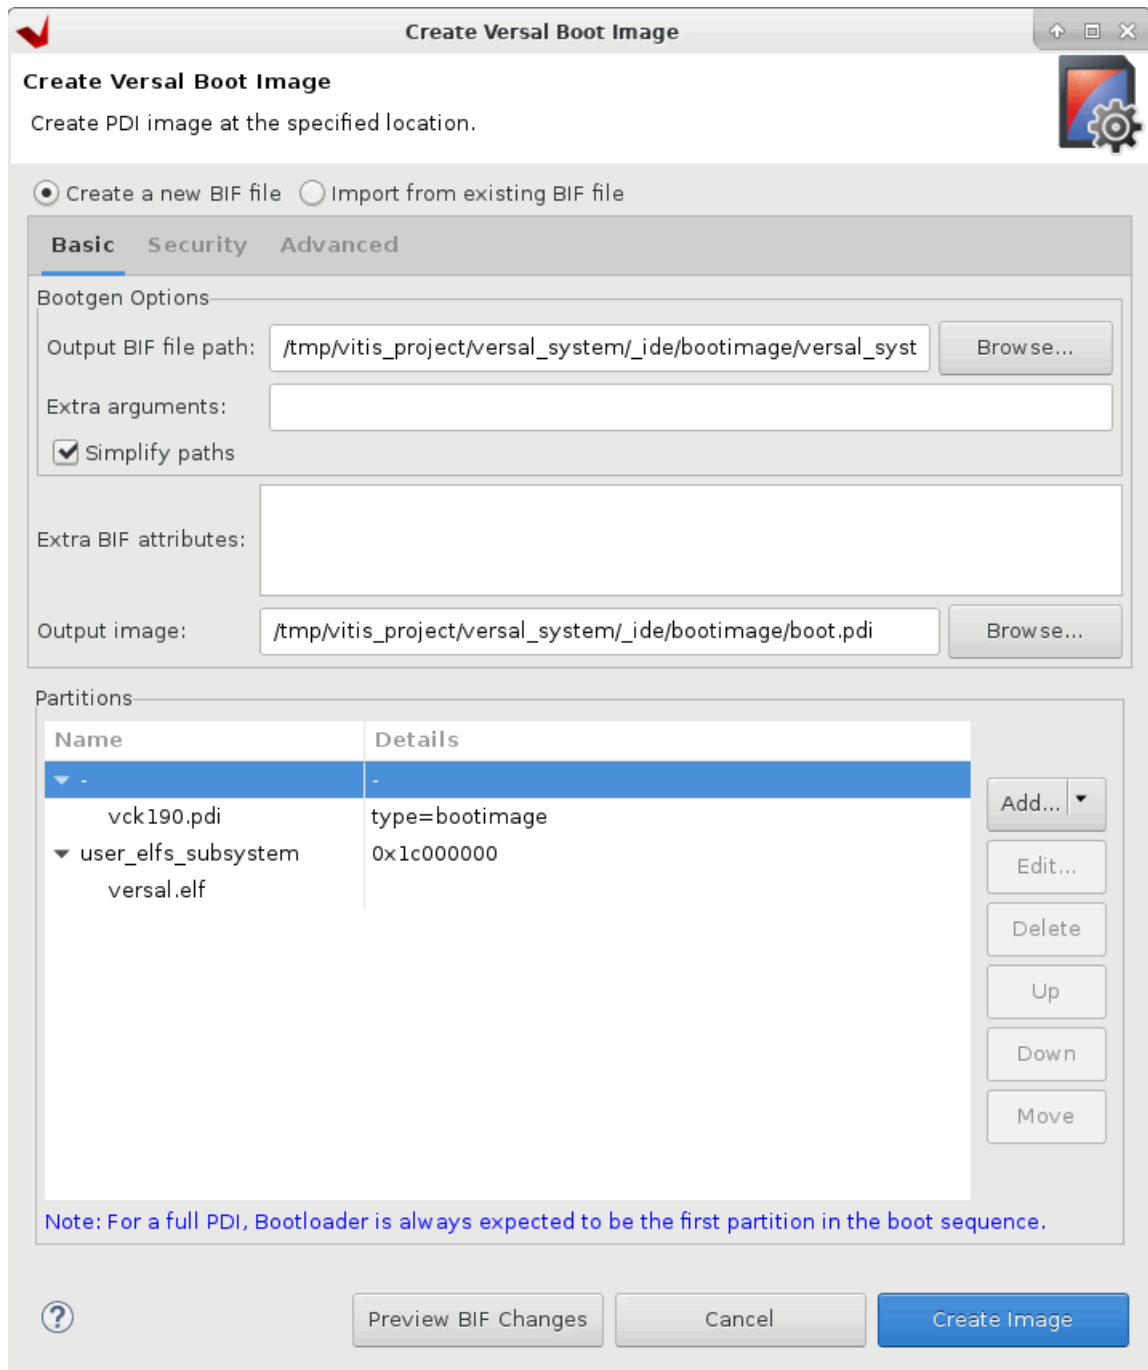 Create Versal Boot Image
Create Versal Boot Image
Create PDI image at the specified location.
Create a new BIF file Import from existing BIF file
Basic Security Advanced
Bootgen Options
Output BIF file path: /tmp/vitis_project/versal_system/_ide/bootimage/versal_syst Browse...
Extra arguments:
Simplify paths
Extra BIF attributes:
Output image: /tmp/vitis_project/versal_system/_ide/bootimage/boot.pdi Browse...
Partitions
Name Details
- -
vck190.pdi type=bootimage
user_elfs_subsystem 0x1c000000
versal.elf
Add...
Edit...
Delete
Up
Down
Move
Note: For a full PDI, Bootloader is always expected to be the first partition in the boot sequence.
? Preview BIF Changes Cancel Create Image